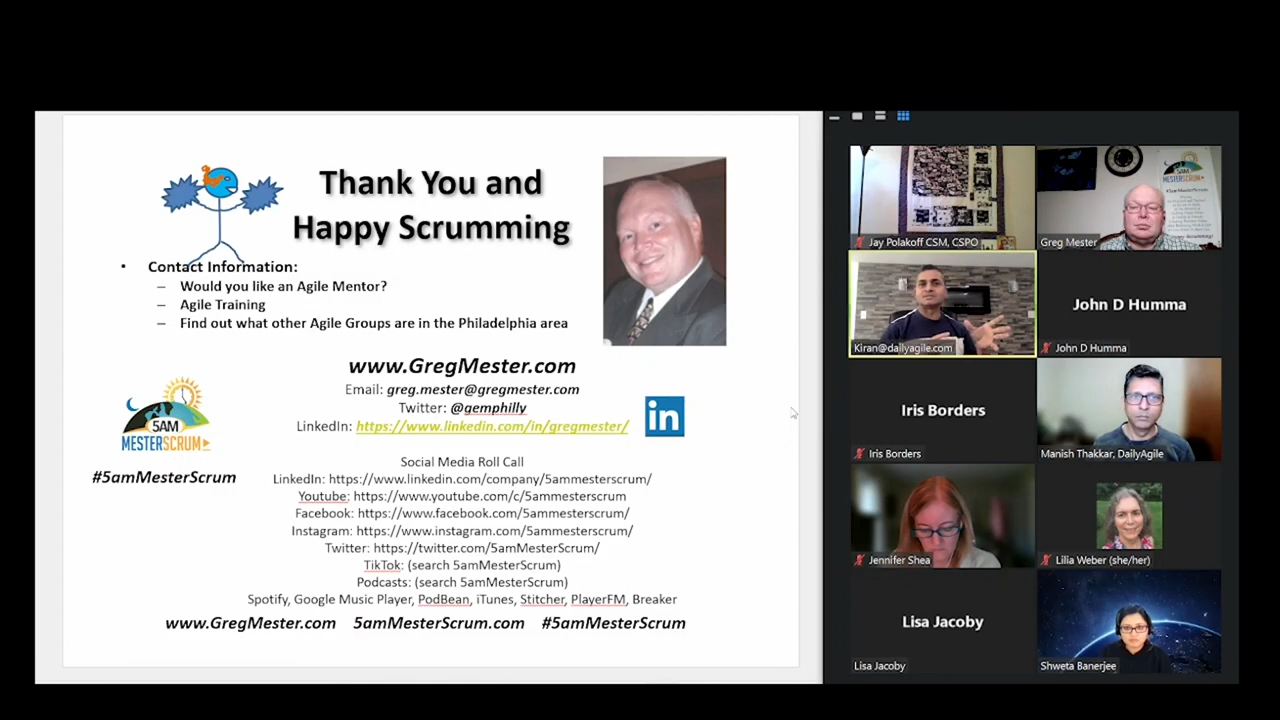 Thank You and
Happy Scrumming
• Contact Information:
– Would you like an Agile Mentor?
– Agile Training
– Find out what other Agile Groups are in the Philadelphia area
www.GregMester.com
Email: greg.mester@gregmester.com
Twitter: @gemphilly
LinkedIn: https://www.linkedin.com/in/gregmester/
in
5AM
MESTERSCRUM
#5amMesterScrum
Social Media Roll Call
LinkedIn: https://www.linkedin.com/company/5ammesterscrum/
Youtube: https://www.youtube.com/c/5ammesterscrum
Facebook: https://www.facebook.com/5ammesterscrum/
Instagram: https://www.instagram.com/5ammesterscrum/
Twitter: https://twitter.com/5amMesterScrum/
TikTok: (search 5amMesterScrum)
Podcasts: (search 5amMesterScrum)
Spotify, Google Music Player, PodBean, iTunes, Stitcher, PlayerFM, Breaker
www.GregMester.com 5amMesterScrum.com #5amMesterScrum
Jay Polakoff CSM, CSPO
5AM
MESTERSCRUM
#5amMesterScrum
Greg Mester
Kiran@dailyagile.com
John D Humma
John D Humma
Iris Borders
Iris Borders
Manish Thakkar, DailyAgile
Jennifer Shea
Lilia Weber (she/her)
Lisa Jacoby
Lisa Jacoby
Shweta Banerjee